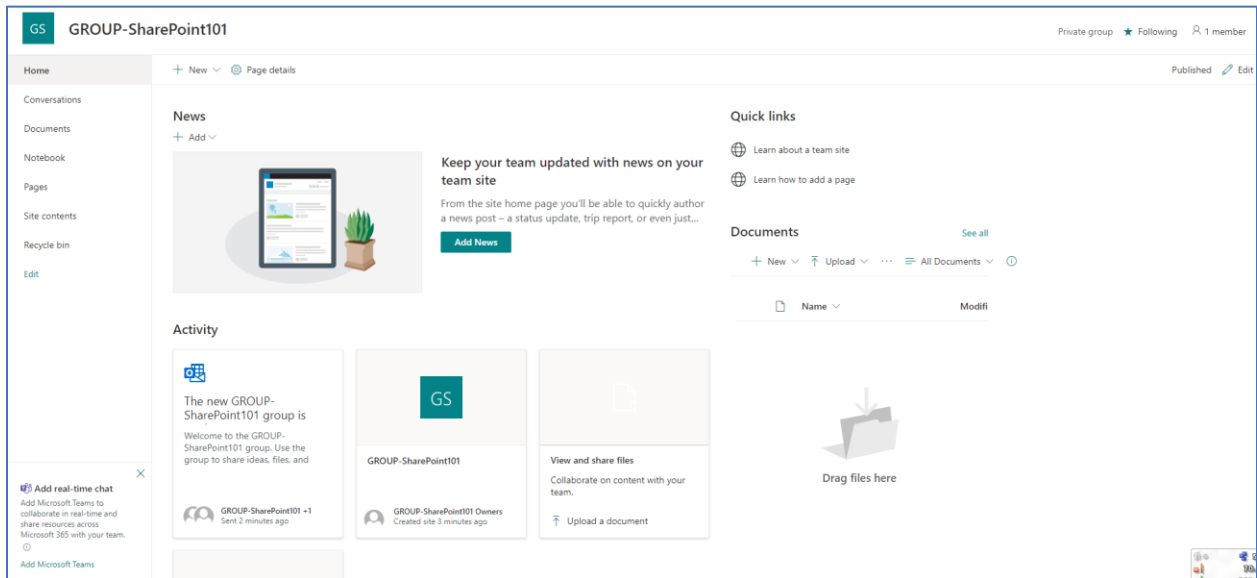 GS
GROUP-SharePoint101
Private group
Following
1 member
Home
Conversations
Documents
Notebook
Pages
Site contents
Recycle bin
Edit
New
Page details
Published
Edit
News
Add
Keep your team updated with news on your
team site
From the site home page you'll be able to quickly author
a news post – a status update, trip report, or even just...
Add News
Quick links
Learn about a team site
Learn how to add a page
Documents
See all
New
Upload
All Documents
Name
Modifi
Drag files here
Activity
The new GROUP-
SharePoint101 group is
Welcome to the GROUP-
SharePoint101 group. Use the
group to share ideas, files, and
GROUP-SharePoint101 +1
Sent 2 minutes ago
GS
GROUP-SharePoint101
GROUP-SharePoint101 Owners
Created site 3 minutes ago
View and share files
Collaborate on content with your
team.
Upload a document
Add real-time chat
Add Microsoft Teams to
collaborate in real-time and
share resources across
Microsoft 365 with your team.
Add Microsoft Teams